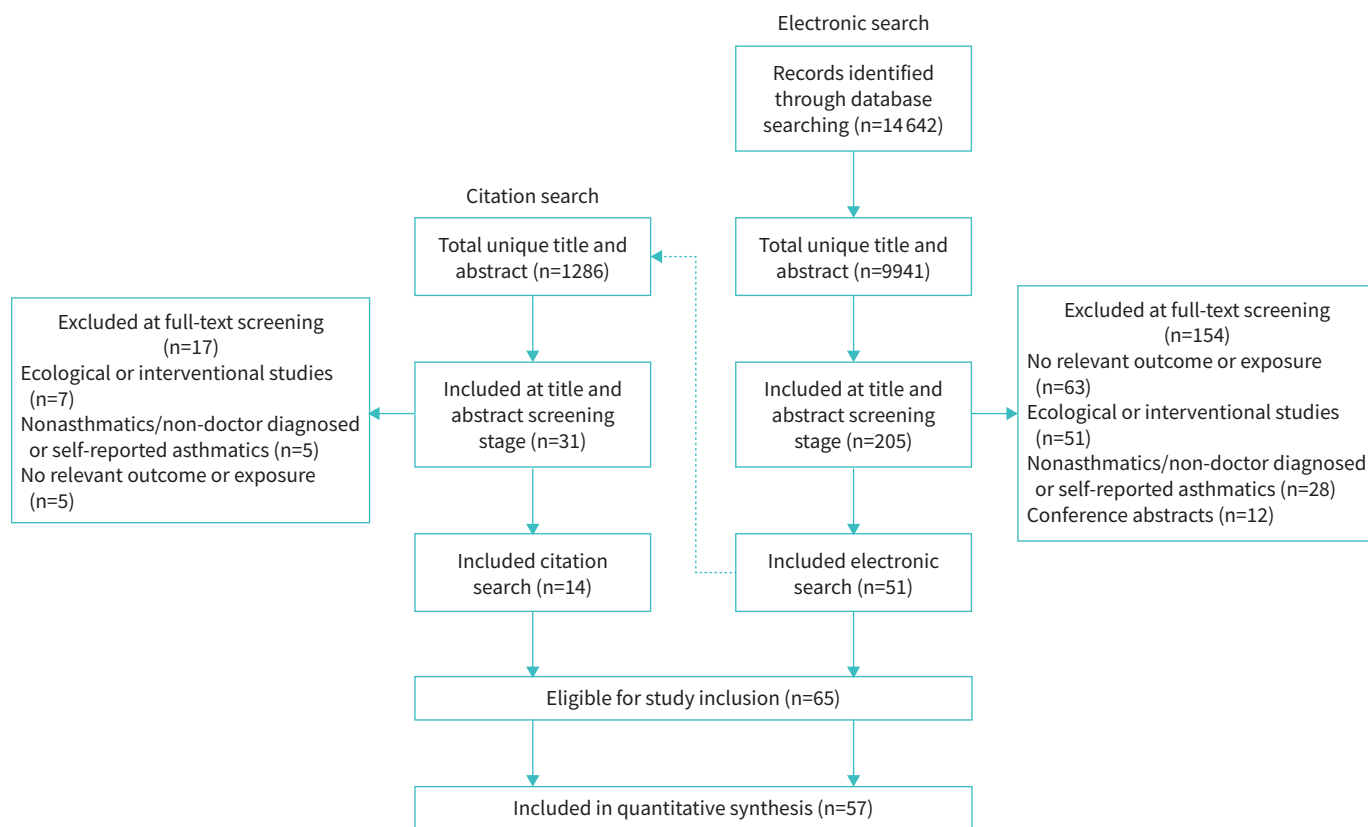 Electronic search
Records identified
through database
searching (n=14 642)
Citation search
Total unique title and
abstract (n=1286)
Total unique title and
abstract (n=9941)
Excluded at full-text screening
(n=17)
Ecological or interventional studies
(n=7)
Nonasthmatics/non-doctor diagnosed
or self-reported asthmatics (n=5)
No relevant outcome or exposure
(n=5)
Included at title and
abstract screening
stage (n=31)
Included at title and
abstract screening
stage (n=205)
Excluded at full-text screening
(n=154)
No relevant outcome or exposure
(n=63)
Ecological or interventional studies
(n=51)
Nonasthmatics/non-doctor diagnosed
or self-reported asthmatics (n=28)
Conference abstracts (n=12)
Included citation
search (n=14)
Included electronic
search (n=51)
Eligible for study inclusion (n=65)
Included in quantitative synthesis (n=57)